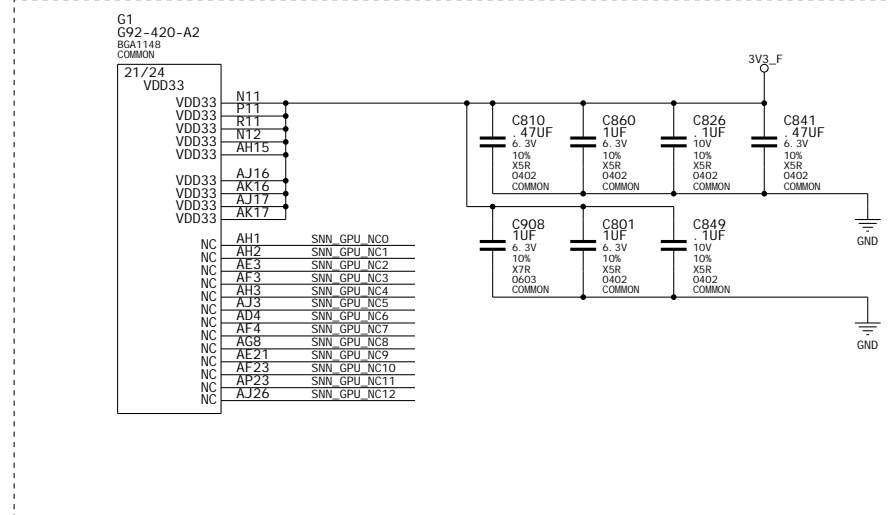 G1
G92-420-A2
BGA1148
COMMON
21/24
VDD33
VDD33 N11
VDD33 P11
VDD33 R11
VDD33 N12
VDD33 AH15
VDD33 AJ16
VDD33 AK16
VDD33 AJ17
VDD33 AK17
NC AH1 SNN_GPU_NC0
NC AH2 SNN_GPU_NC1
NC AE3 SNN_GPU_NC2
NC AF3 SNN_GPU_NC3
NC AH3 SNN_GPU_NC4
NC AJ3 SNN_GPU_NC5
NC AD4 SNN_GPU_NC6
NC AF4 SNN_GPU_NC7
NC AG8 SNN_GPU_NC8
NC AE21 SNN_GPU_NC9
NC AF23 SNN_GPU_NC10
NC AP23 SNN_GPU_NC11
NC AJ26 SNN_GPU_NC12
3V3_F
C810
.47UF
6.3V
10%
X5R
0402
COMMON
C860
1UF
6.3V
10%
X5R
0402
COMMON
C826
.1UF
10V
10%
X5R
0402
COMMON
C841
.47UF
6.3V
10%
X5R
0402
COMMON
GND
C908
1UF
6.3V
10%
X7R
0603
COMMON
C801
1UF
6.3V
10%
X5R
0402
COMMON
C849
.1UF
10V
10%
X5R
0402
COMMON
GND